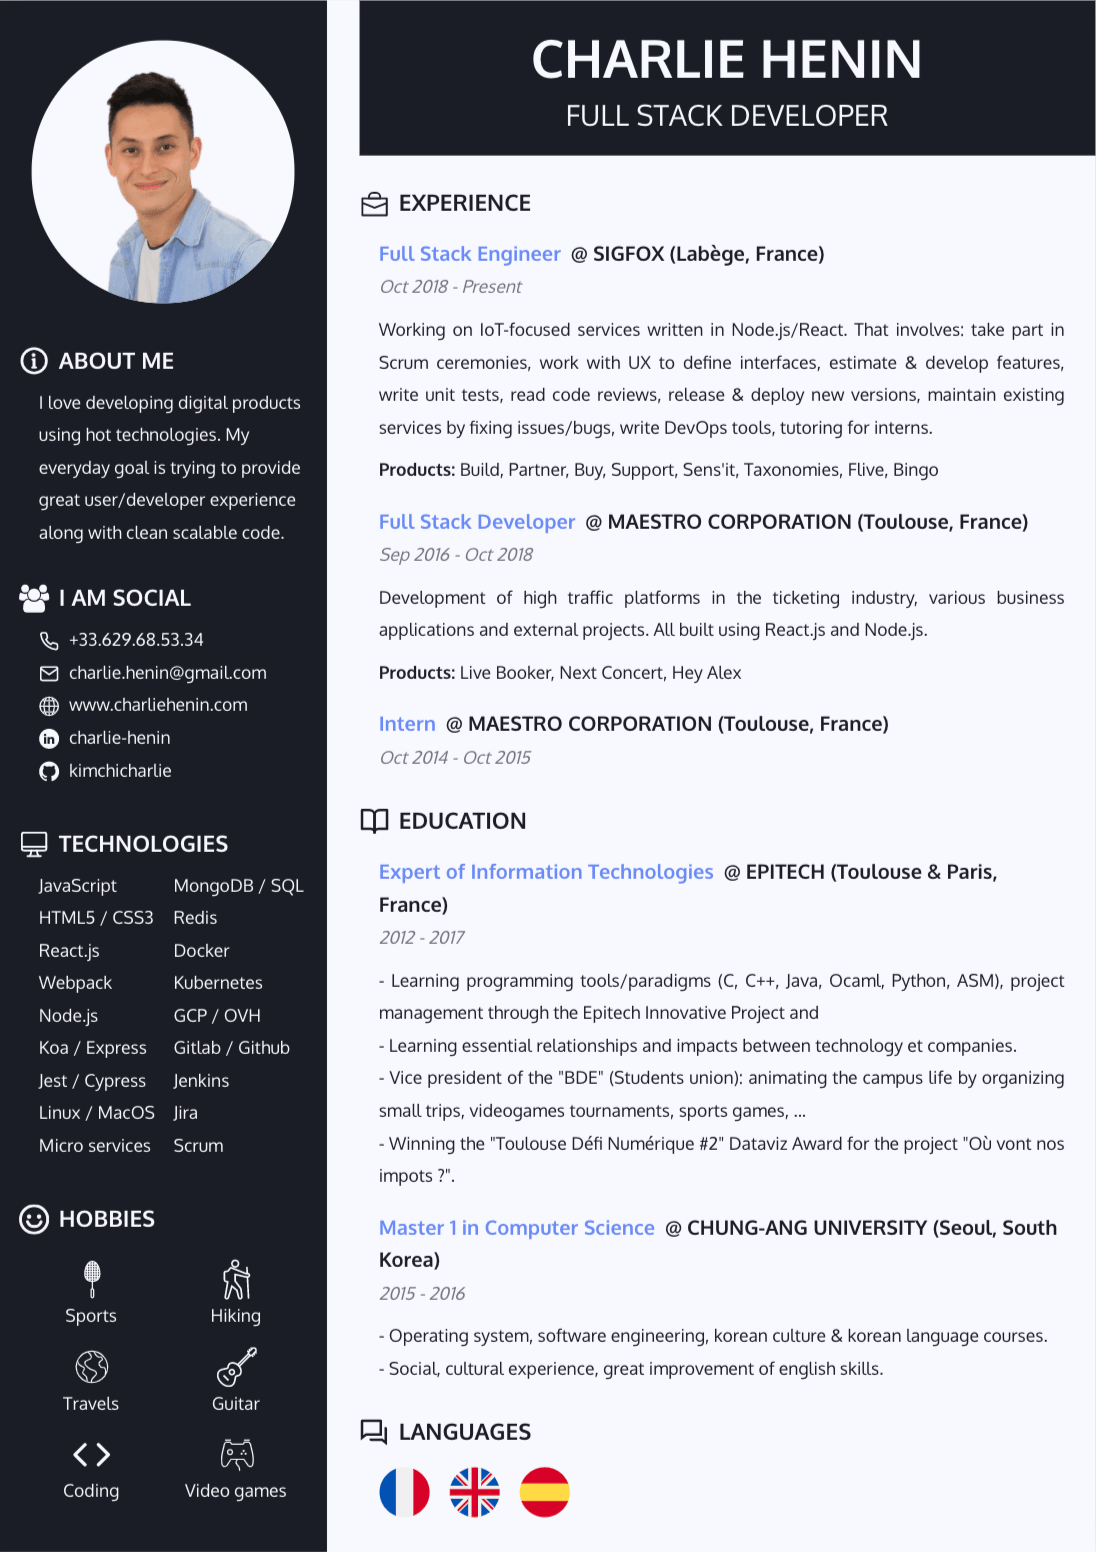 CHARLIE HENIN
FULL STACK DEVELOPER
ABOUT ME
I love developing digital products
using hot technologies. My
everyday goal is trying to provide
great user/developer experience
along with clean scalable code.
I AM SOCIAL
+33.629.68.53.34
charlie.henin@gmail.com
www.charliehenin.com
charlie-henin
kimchicharlie
TECHNOLOGIES
JavaScript MongoDB / SQL
HTML5 / CSS3 Redis
React.js Docker
Webpack Kubernetes
Node.js GCP / OVH
Koa / Express Gitlab / Github
Jest / Cypress Jenkins
Linux / MacOS Jira
Micro services Scrum
HOBBIES
Sports Hiking
Travels Guitar
Coding Video games
EXPERIENCE
Full Stack Engineer @ SIGFOX (Labège, France)
Oct 2018 - Present
Working on IoT-focused services written in Node.js/React. That involves: take part in
Scrum ceremonies, work with UX to define interfaces, estimate & develop features,
write unit tests, read code reviews, release & deploy new versions, maintain existing
services by fixing issues/bugs, write DevOps tools, tutoring for interns.
Products: Build, Partner, Buy, Support, Sens'it, Taxonomies, Flive, Bingo
Full Stack Developer @ MAESTRO CORPORATION (Toulouse, France)
Sep 2016 - Oct 2018
Development of high traffic platforms in the ticketing industry, various business
applications and external projects. All built using React.js and Node.js.
Products: Live Booker, Next Concert, Hey Alex
Intern @ MAESTRO CORPORATION (Toulouse, France)
Oct 2014 - Oct 2015
EDUCATION
Expert of Information Technologies @ EPITECH (Toulouse & Paris,
France)
2012 - 2017
- Learning programming tools/paradigms (C, C++, Java, Ocaml, Python, ASM), project
management through the Epitech Innovative Project and
- Learning essential relationships and impacts between technology et companies.
- Vice president of the "BDE" (Students union): animating the campus life by organizing
small trips, videogames tournaments, sports games, ...
- Winning the "Toulouse Défi Numérique #2" Dataviz Award for the project "Où vont nos
impots ?".
Master 1 in Computer Science @ CHUNG-ANG UNIVERSITY (Seoul, South
Korea)
2015 - 2016
- Operating system, software engineering, korean culture & korean language courses.
- Social, cultural experience, great improvement of english skills.
LANGUAGES